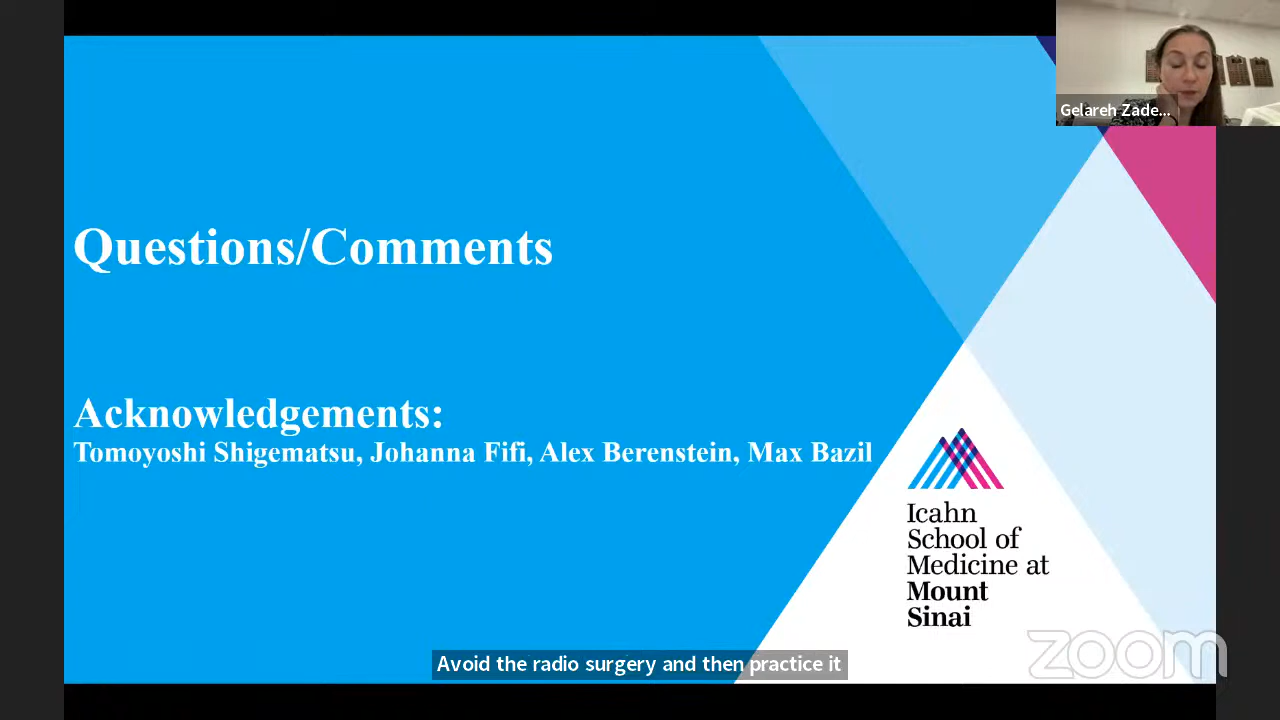 Gelareh Zade...
Questions/Comments
Acknowledgements:
Tomoyoshi Shigematsu, Johanna Fifi, Alex Berenstein, Max Bazil
Icahn
School of
Medicine at
Mount
Sinai
zoom
Avoid the radio surgery and then practice it